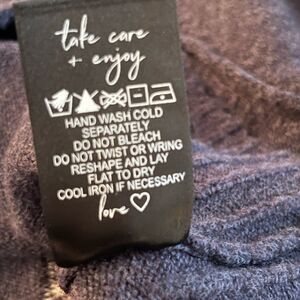 take care
+ enjoy
HAND WASH COLD
SEPARATELY
DO NOT BLEACH
DO NOT TWIST OR WRING
RESHAPE AND LAY
FLAT TO DRY
COOL IRON IF NECESSARY
love ♡